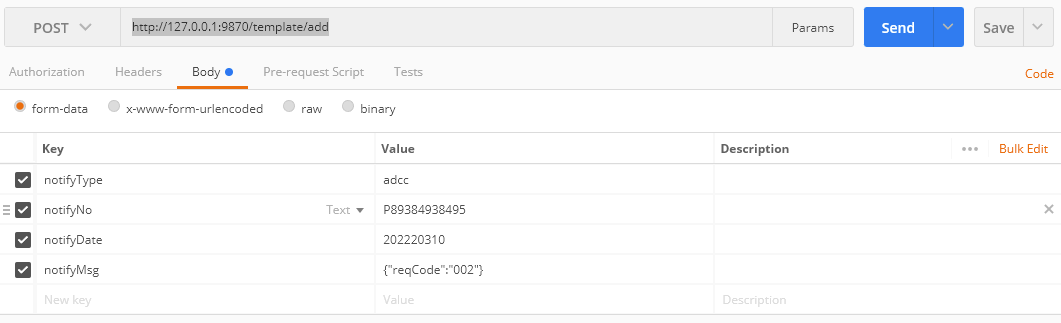 POST http://127.0.0.1:9870/template/add Params Send Save
Authorization Headers Body Pre-request Script Tests Code
form-data x-www-form-urlencoded raw binary
Key Value Description Bulk Edit
notifyType adcc
notifyNo Text P89384938495
notifyDate 202220310
notifyMsg {"reqCode":"002"}
New key Value Description